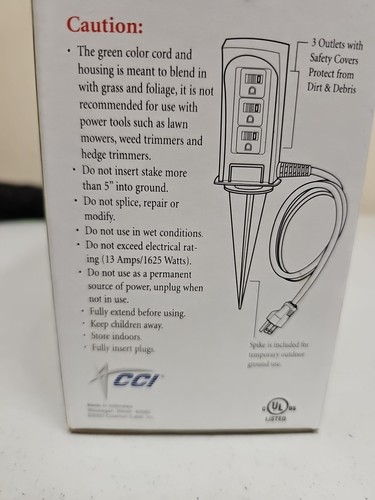 Caution:
• The green color cord and
housing is meant to blend in
with grass and foliage, it is not
recommended for use with
power tools such as lawn
mowers, weed trimmers and
hedge trimmers.
• Do not insert stake more
than 5" into ground.
• Do not splice, repair or
modify.
• Do not use in wet conditions.
• Do not exceed electrical rat-
ing (13 Amps/1625 Watts).
• Do not use as a permanent
source of power, unplug when
not in use.
• Fully extend before using.
• Keep children away.
• Store indoors.
• Fully insert plugs.
3 Outlets with
Safety Covers
Protect from
Dirt & Debris
Spike is included for
temporary outdoor
ground use.
CCI
C UL US
LISTED